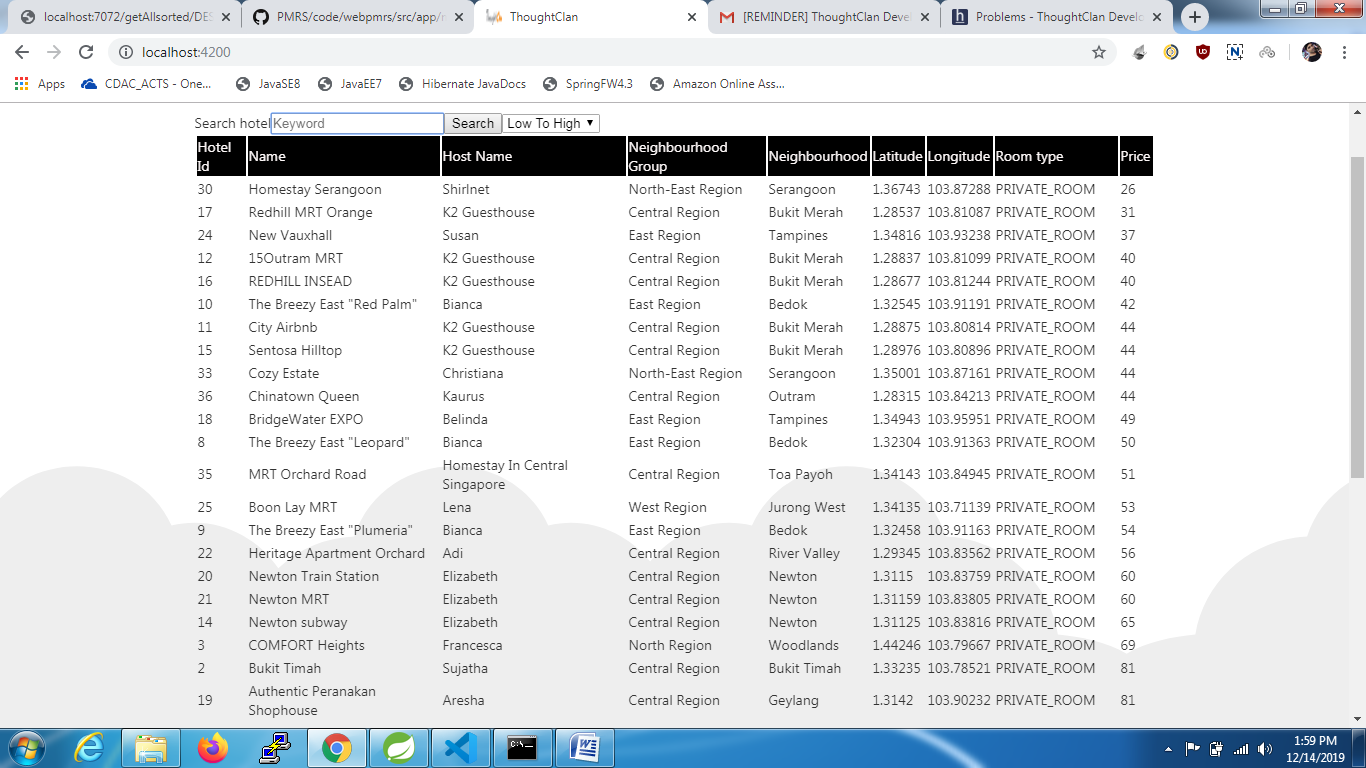 localhost:7072/getAllsorted/DES
PMRS/code/webpmrs/src/app/r
ThoughtClan
[REMINDER] ThoughtClan Deve
Problems - ThoughtClan Develo
localhost:4200
Apps CDAC_ACTS - One... JavaSE8 JavaEE7 Hibernate JavaDocs SpringFW4.3 Amazon Online Ass...
Search hotel Keyword Search Low To High
Hotel Id Name Host Name Neighbourhood Group Neighbourhood Latitude Longitude Room type Price
30 Homestay Serangoon Shirlnet North-East Region Serangoon 1.36743 103.87288 PRIVATE_ROOM 26
17 Redhill MRT Orange K2 Guesthouse Central Region Bukit Merah 1.28537 103.81087 PRIVATE_ROOM 31
24 New Vauxhall Susan East Region Tampines 1.34816 103.93238 PRIVATE_ROOM 37
12 15Outram MRT K2 Guesthouse Central Region Bukit Merah 1.28837 103.81099 PRIVATE_ROOM 40
16 REDHILL INSEAD K2 Guesthouse Central Region Bukit Merah 1.28677 103.81244 PRIVATE_ROOM 40
10 The Breezy East "Red Palm" Bianca East Region Bedok 1.32545 103.91191 PRIVATE_ROOM 42
11 City Airbnb K2 Guesthouse Central Region Bukit Merah 1.28875 103.80814 PRIVATE_ROOM 44
15 Sentosa Hilltop K2 Guesthouse Central Region Bukit Merah 1.28976 103.80896 PRIVATE_ROOM 44
33 Cozy Estate Christiana North-East Region Serangoon 1.35001 103.87161 PRIVATE_ROOM 44
36 Chinatown Queen Kaurus Central Region Outram 1.28315 103.84213 PRIVATE_ROOM 44
18 BridgeWater EXPO Belinda East Region Tampines 1.34943 103.95951 PRIVATE_ROOM 49
8 The Breezy East "Leopard" Bianca East Region Bedok 1.32304 103.91363 PRIVATE_ROOM 50
35 MRT Orchard Road Homestay In Central Singapore Central Region Toa Payoh 1.34143 103.84945 PRIVATE_ROOM 51
25 Boon Lay MRT Lena West Region Jurong West 1.34135 103.71139 PRIVATE_ROOM 53
9 The Breezy East "Plumeria" Bianca East Region Bedok 1.32458 103.91163 PRIVATE_ROOM 54
22 Heritage Apartment Orchard Adi Central Region River Valley 1.29345 103.83562 PRIVATE_ROOM 56
20 Newton Train Station Elizabeth Central Region Newton 1.3115 103.83759 PRIVATE_ROOM 60
21 Newton MRT Elizabeth Central Region Newton 1.31159 103.83805 PRIVATE_ROOM 60
14 Newton subway Elizabeth Central Region Newton 1.31125 103.83816 PRIVATE_ROOM 65
3 COMFORT Heights Francesca North Region Woodlands 1.44246 103.79667 PRIVATE_ROOM 69
2 Bukit Timah Sujatha Central Region Bukit Timah 1.33235 103.78521 PRIVATE_ROOM 81
19 Authentic Peranakan Shophouse Aresha Central Region Geylang 1.3142 103.90232 PRIVATE_ROOM 81
1:59 PM
12/14/2019